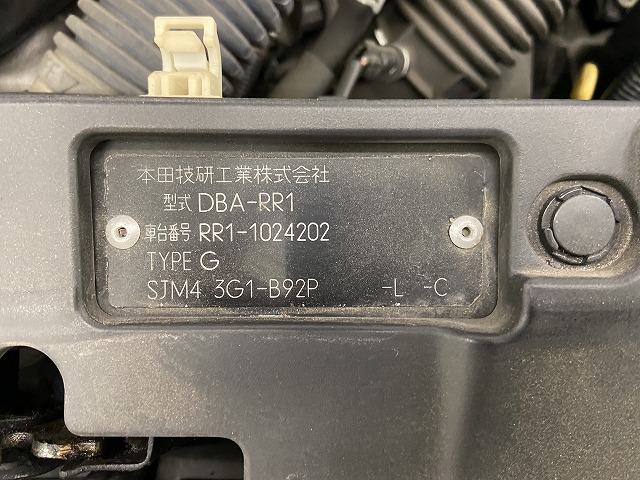 本田技研工業株式会社
型式 DBA-RR1
車台番号 RR1-1024202
TYPE G
SJM4 3G1-B92P -L -C